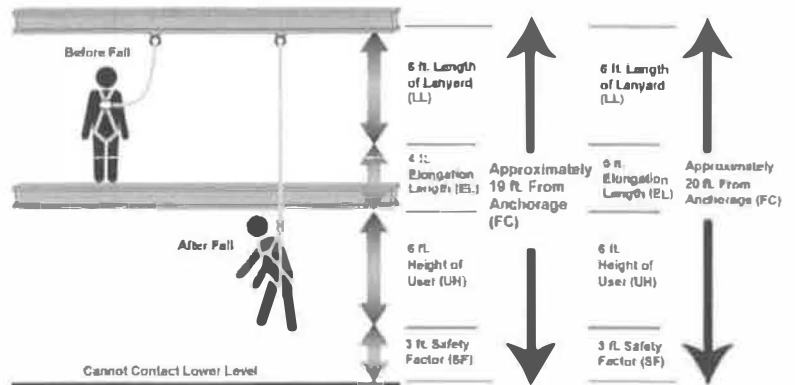 Before Fall
6 ft. Length
of Lanyard
(LL)
4 ft.
Elongation
Length (EL)
Approximately
19 ft. From
Anchorage
(FC)
After Fall
6 ft.
Height of
User (UH)
3 ft. Safety
Factor (SF)
Cannot Contact Lower Level
6 ft. Length
of Lanyard
(LL)
5 ft.
Elongation
Length (EL)
Approximately
20 ft. From
Anchorage (FC)
6 ft.
Height of
User (UH)
3 ft. Safety
Factor (SF)